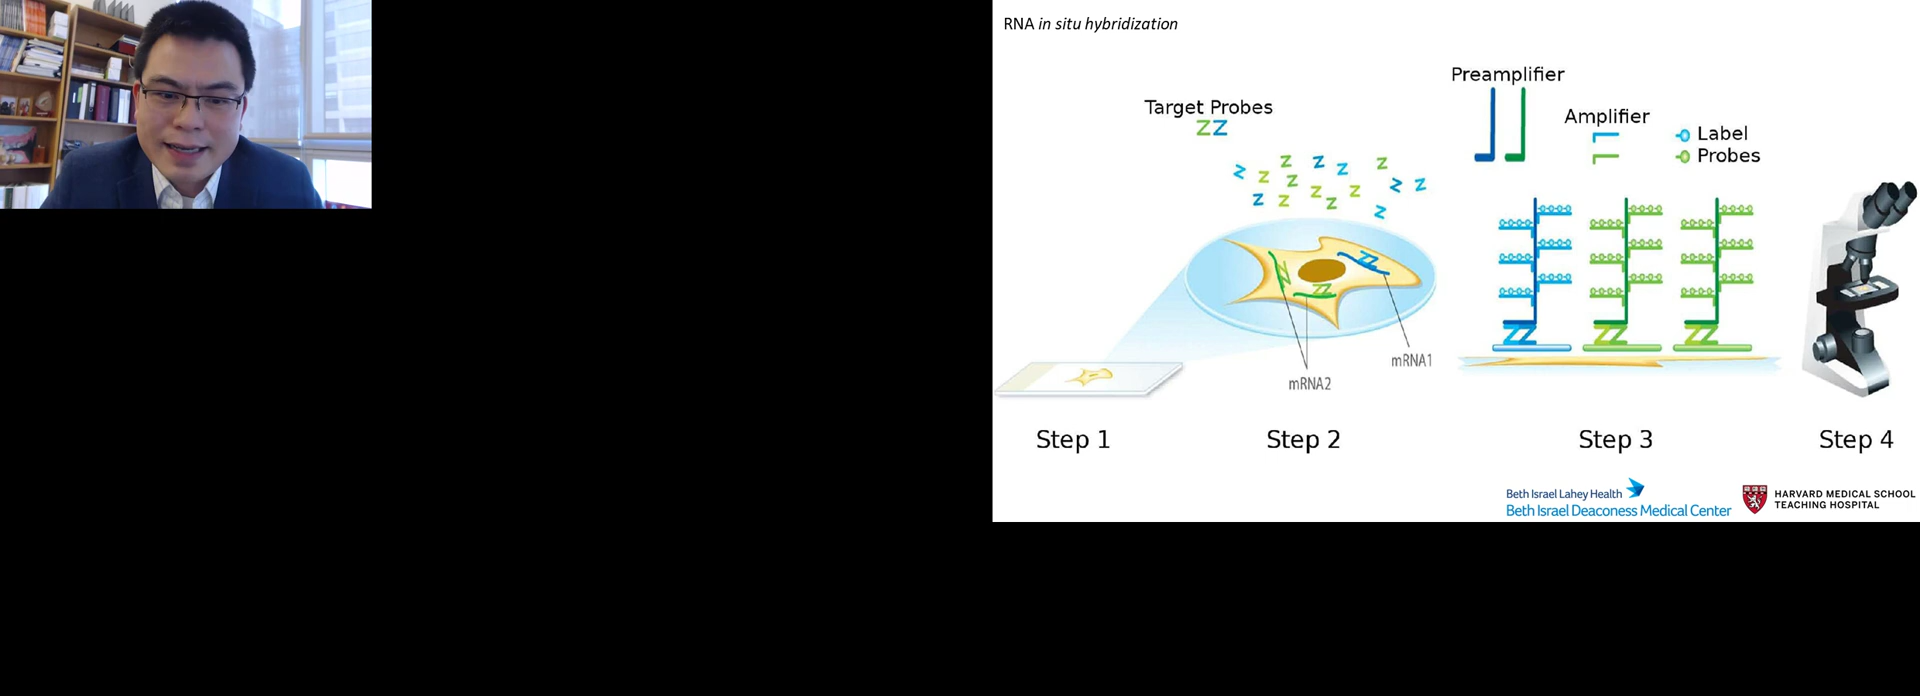 RNA in situ hybridization
Target Probes
ZZ
Preamplifier
Amplifier
Label
Probes
mRNA1
mRNA2
Step 1
Step 2
Step 3
Step 4
Beth Israel Lahey Health
Beth Israel Deaconess Medical Center
HARVARD MEDICAL SCHOOL
TEACHING HOSPITAL